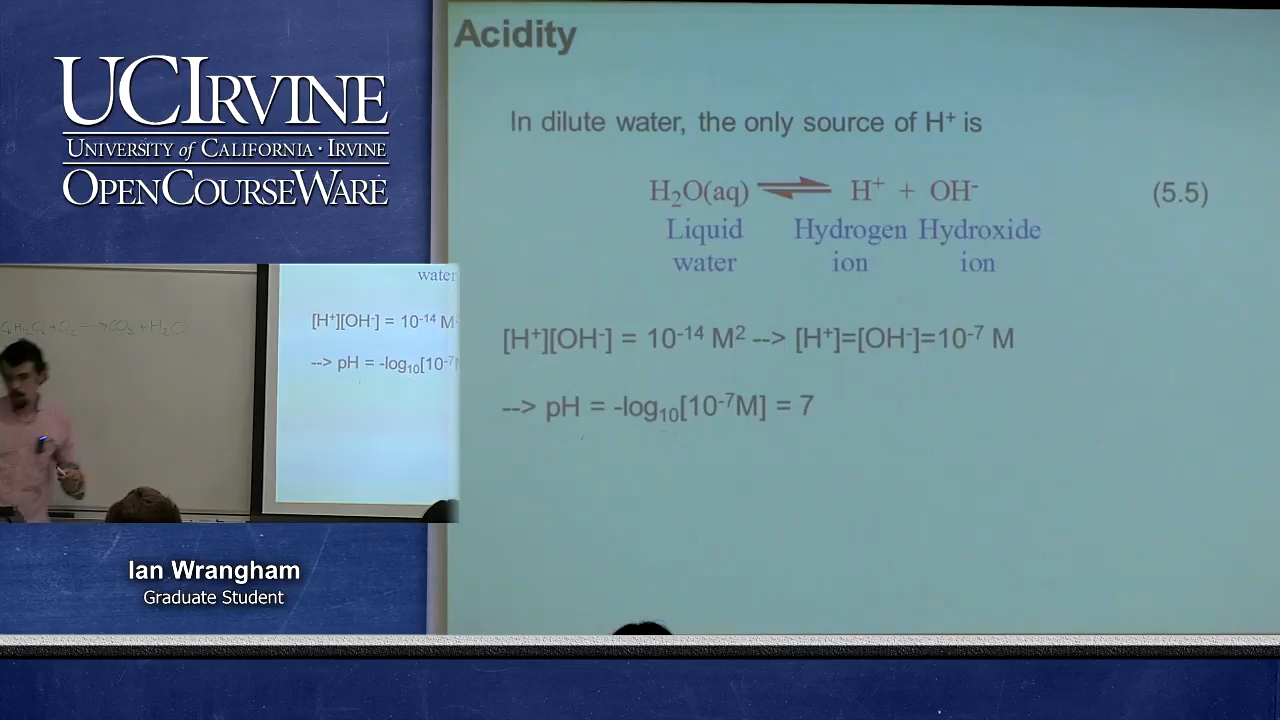 UCIRVINE
UNIVERSITY of CALIFORNIA · IRVINE
OPENCOURSEWARE
water
[H⁺][OH⁻] = 10⁻¹⁴ M
--> pH = -log₁₀[10⁻⁷
Ian Wrangham
Graduate Student
Acidity
In dilute water, the only source of H⁺ is
H₂O(aq) ⇌ H⁺ + OH⁻ (5.5)
Liquid Hydrogen Hydroxide
water ion ion
[H⁺][OH⁻] = 10⁻¹⁴ M² --> [H⁺]=[OH⁻]=10⁻⁷ M
--> pH = -log₁₀[10⁻⁷M] = 7